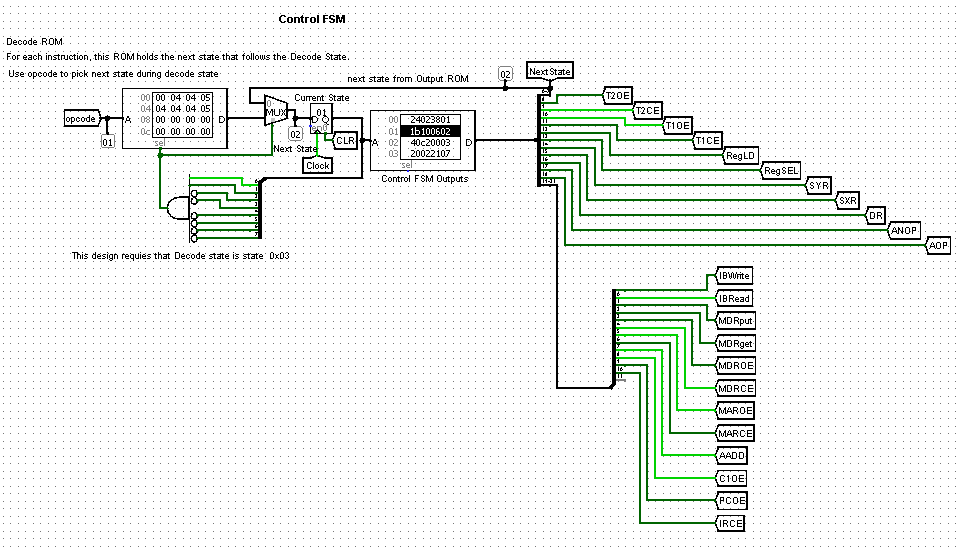 Control FSM
Decode ROM
For each instruction, this ROM holds the next state that follows the Decode State.
Use opcode to pick next state during decode state
next state from Output ROM
02
NextState
opcode
01
A
00 00 04 04 05
04 04 04 04 05
08 00 00 00 00
0c 00 00 00 00
D
sel
MUX
0
02
Next State
Current State
01
D Q
CLR
Clock
A
00 24023801
01 1b100602
02 40c20003
03 20022107
D
sel
Control FSM Outputs
T2OE
T2CE
T1OE
T1CE
RegLD
RegSEL
SYR
SXR
DR
ANOP
AOP
This design requies that Decode state is state 0x03
IBWrite
IBRead
MDRput
MDRget
MDROE
MDRCE
MAROE
MARCE
AADD
C1OE
PCOE
IRCE